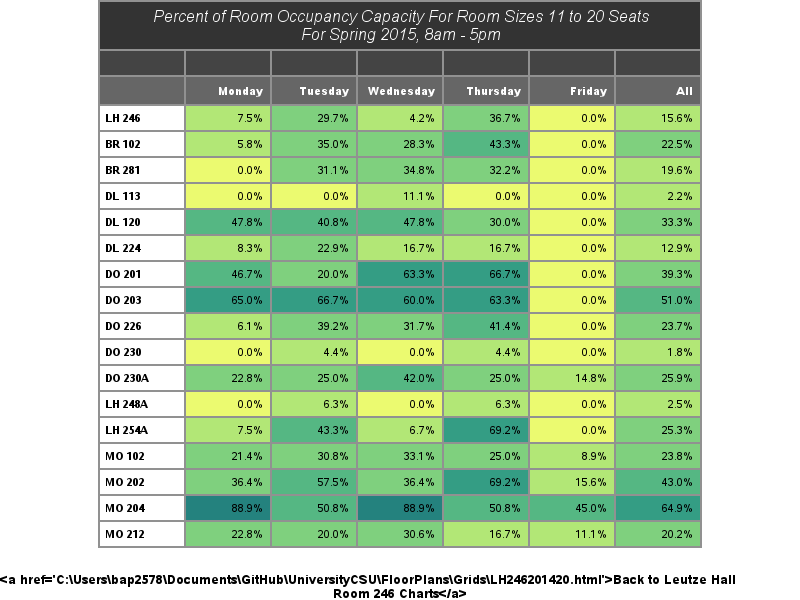 Percent of Room Occupancy Capacity For Room Sizes 11 to 20 Seats
For Spring 2015, 8am - 5pm
Monday Tuesday Wednesday Thursday Friday All
LH 246 7.5% 29.7% 4.2% 36.7% 0.0% 15.6%
BR 102 5.8% 35.0% 28.3% 43.3% 0.0% 22.5%
BR 281 0.0% 31.1% 34.8% 32.2% 0.0% 19.6%
DL 113 0.0% 0.0% 11.1% 0.0% 0.0% 2.2%
DL 120 47.8% 40.8% 47.8% 30.0% 0.0% 33.3%
DL 224 8.3% 22.9% 16.7% 16.7% 0.0% 12.9%
DO 201 46.7% 20.0% 63.3% 66.7% 0.0% 39.3%
DO 203 65.0% 66.7% 60.0% 63.3% 0.0% 51.0%
DO 226 6.1% 39.2% 31.7% 41.4% 0.0% 23.7%
DO 230 0.0% 4.4% 0.0% 4.4% 0.0% 1.8%
DO 230A 22.8% 25.0% 42.0% 25.0% 14.8% 25.9%
LH 248A 0.0% 6.3% 0.0% 6.3% 0.0% 2.5%
LH 254A 7.5% 43.3% 6.7% 69.2% 0.0% 25.3%
MO 102 21.4% 30.8% 33.1% 25.0% 8.9% 23.8%
MO 202 36.4% 57.5% 36.4% 69.2% 15.6% 43.0%
MO 204 88.9% 50.8% 88.9% 50.8% 45.0% 64.9%
MO 212 22.8% 20.0% 30.6% 16.7% 11.1% 20.2%
<a href='C:\Users\bap2578\Documents\GitHub\UniversityCSU\FloorPlans\Grids\LH246201420.html'>Back to Leutze Hall
Room 246 Charts</a>